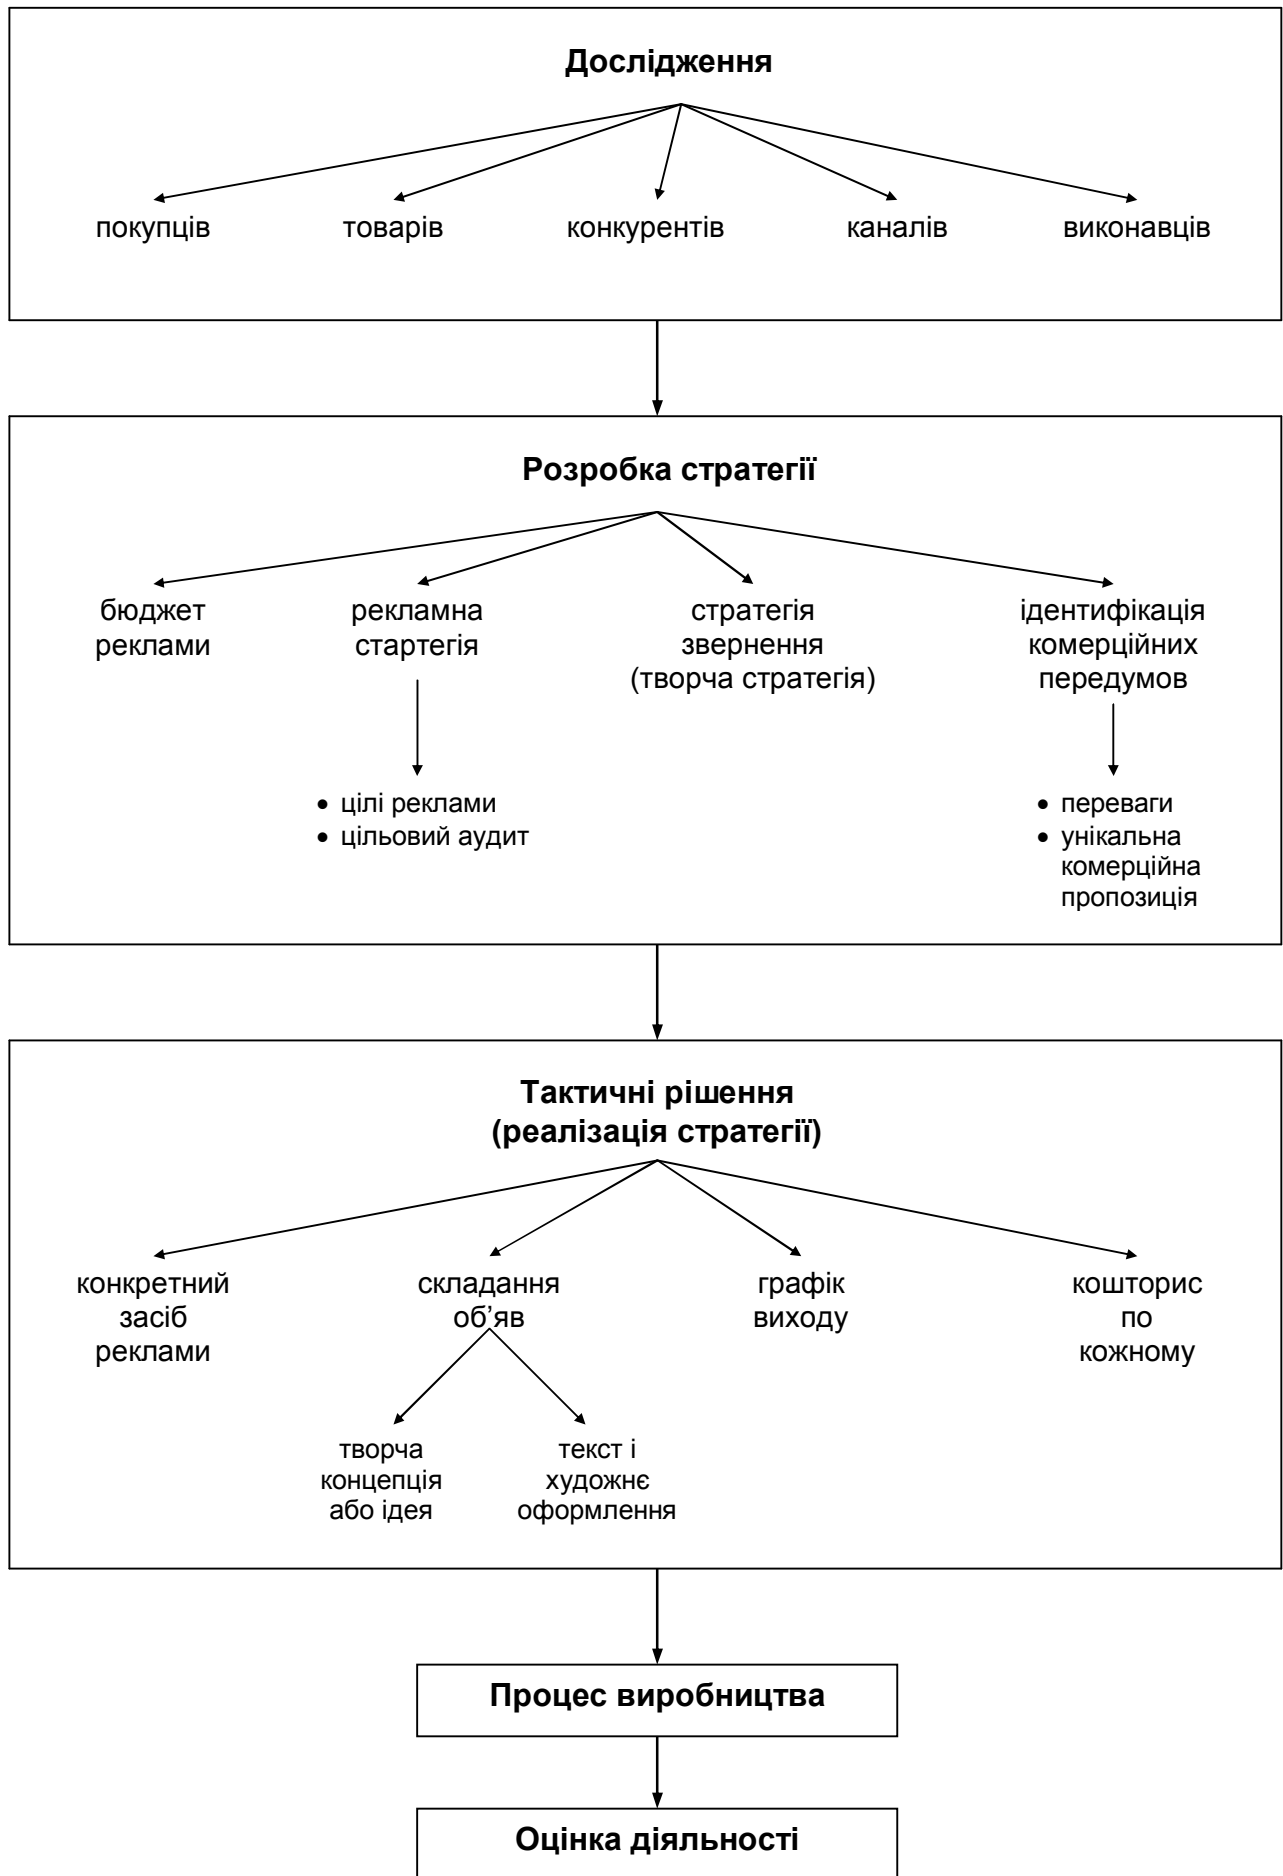 Дослідження
покупців товарів конкурентів каналів виконавців
Розробка стратегії
бюджет
реклами
рекламна
стартегія
стратегія
звернення
(творча стратегія)
ідентифікація
комерційних
передумов
• цілі реклами
• цільовий аудит
• переваги
• унікальна
комерційна
пропозиція
Тактичні рішення
(реалізація стратегії)
конкретний
засіб
реклами
складання
об’яв
графік
виходу
кошторис
по
кожному
творча
концепція
або ідея
текст і
художнє
оформлення
Процес виробництва
Оцінка діяльності